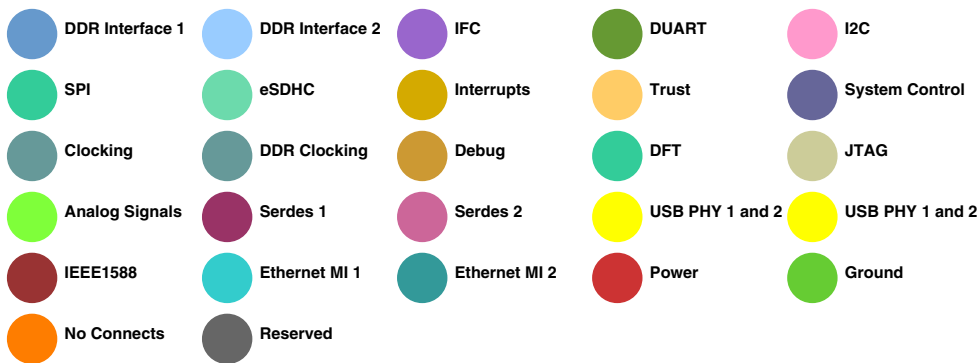 DDR Interface 1
DDR Interface 2
IFC
DUART
I2C
SPI
eSDHC
Interrupts
Trust
System Control
Clocking
DDR Clocking
Debug
DFT
JTAG
Analog Signals
Serdes 1
Serdes 2
USB PHY 1 and 2
USB PHY 1 and 2
IEEE1588
Ethernet MI 1
Ethernet MI 2
Power
Ground
No Connects
Reserved